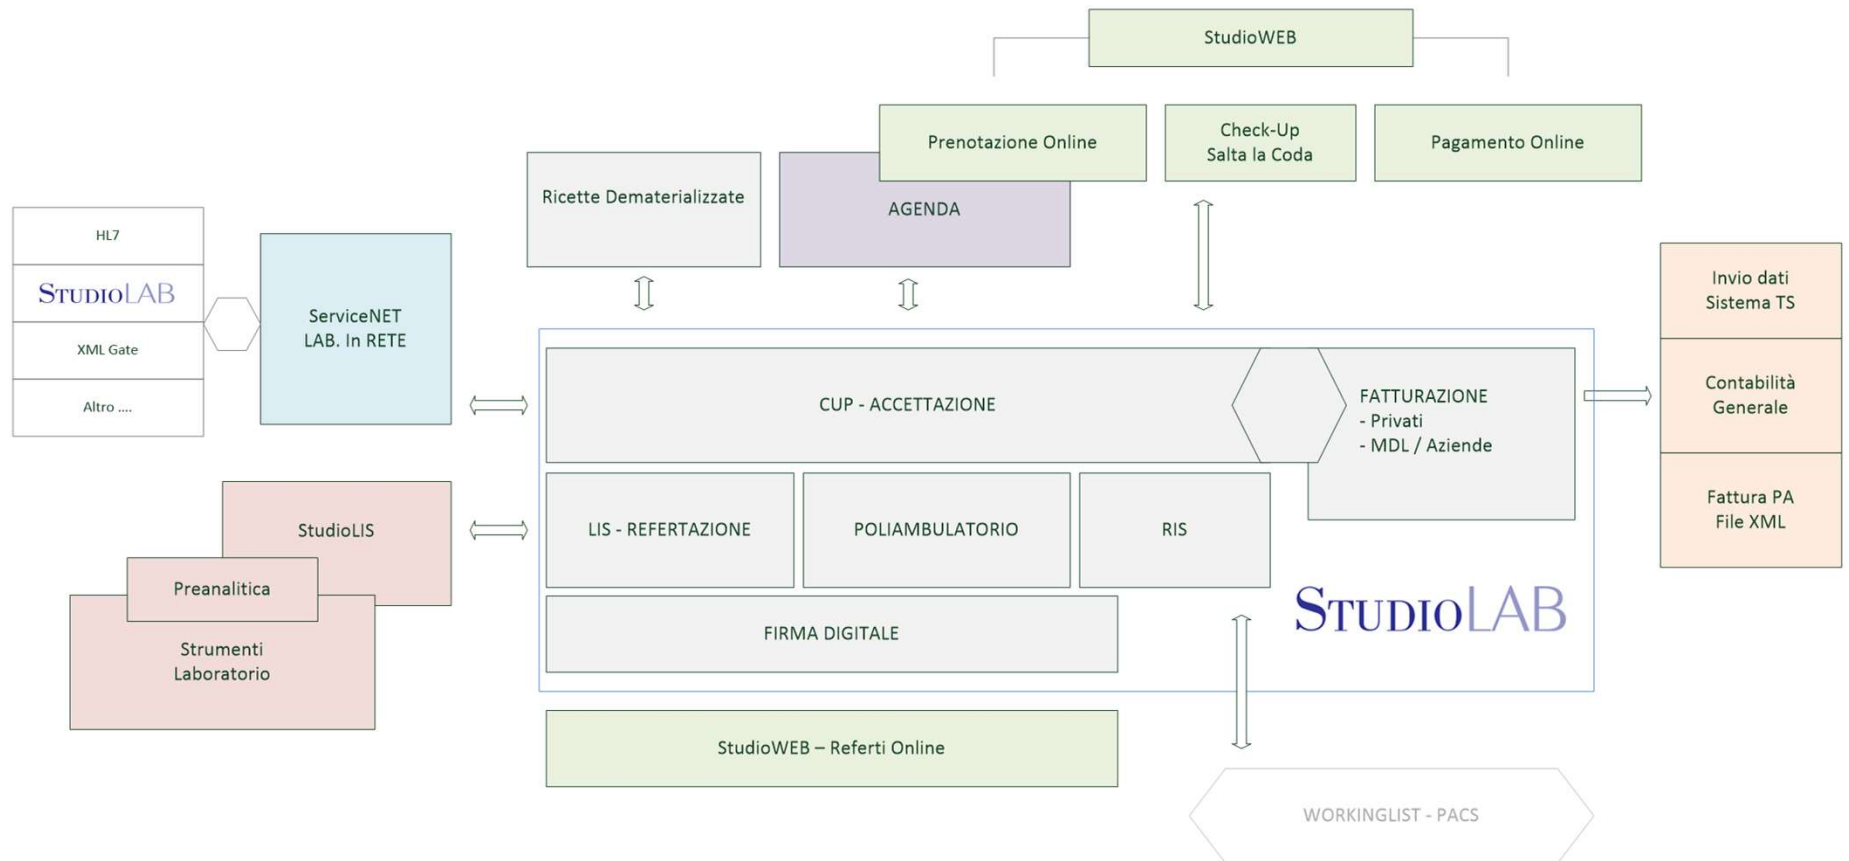 StudioWEB
Prenotazione Online
Check-Up
Salta la Coda
Pagamento Online
Ricette Dematerializzate
AGENDA
HL7
STUDIOLAB
XML Gate
Altro ....
ServiceNET
LAB. In RETE
Invio dati
Sistema TS
Contabilità
Generale
Fattura PA
File XML
CUP - ACCETTAZIONE
FATTURAZIONE
- Privati
- MDL / Aziende
StudioLIS
Preanalitica
Strumenti
Laboratorio
LIS - REFERTAZIONE
POLIAMBULATORIO
RIS
FIRMA DIGITALE
STUDIOLAB
StudioWEB – Referti Online
WORKINGLIST - PACS